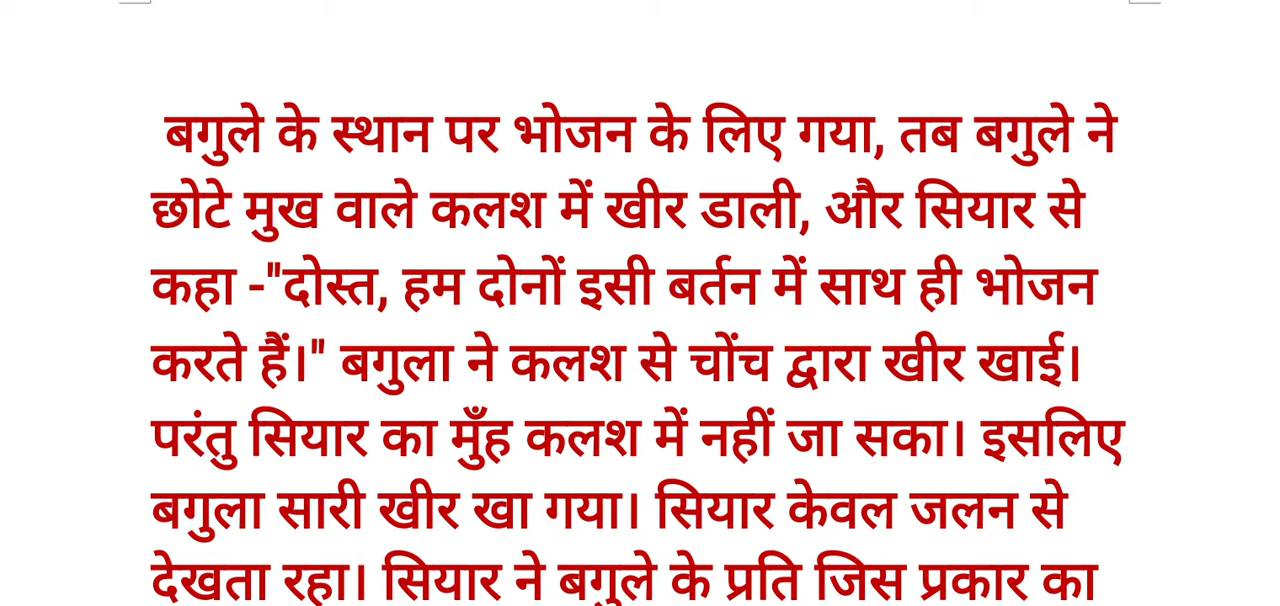 बगुले के स्थान पर भोजन के लिए गया, तब बगुले ने
छोटे मुख वाले कलश में खीर डाली, और सियार से
कहा -"दोस्त, हम दोनों इसी बर्तन में साथ ही भोजन
करते हैं।" बगुला ने कलश से चोंच द्वारा खीर खाई।
परंतु सियार का मुँह कलश में नहीं जा सका। इसलिए
बगुला सारी खीर खा गया। सियार केवल जलन से
देखता रहा। सियार ने बगुले के प्रति जिस प्रकार का